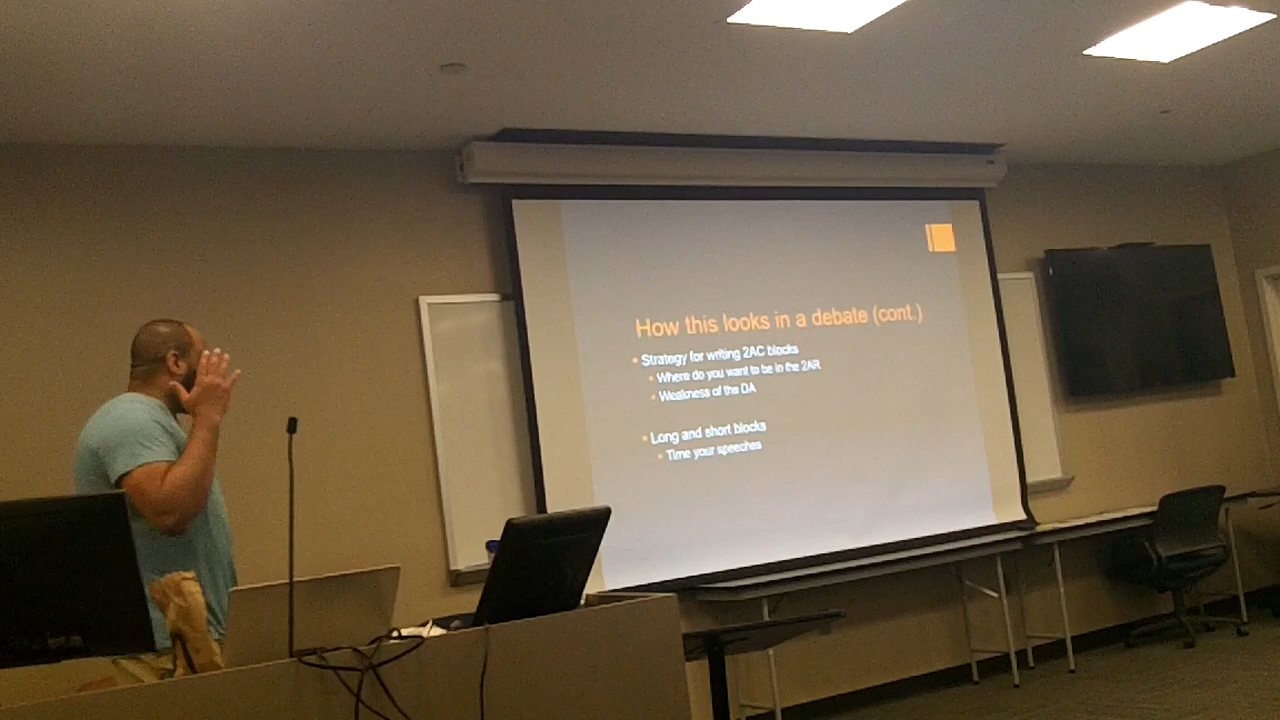 How this looks in a debate (cont.)
Strategy for writing 2AC blocks
Where do you want to be in the 2AR
Weakness of the DA
Long and short blocks
Time your speeches